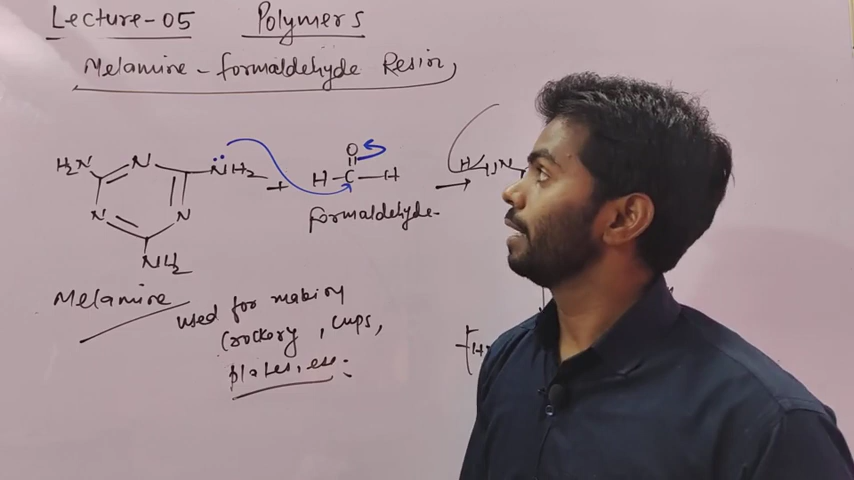 Lecture-05 Polymers
Melamine-formaldehyde Resin,
H2N N NH2 + H-C-H O →
N N
NH2
formaldehyde
Melamine
used for making
Crockery, cups,
plates, etc.